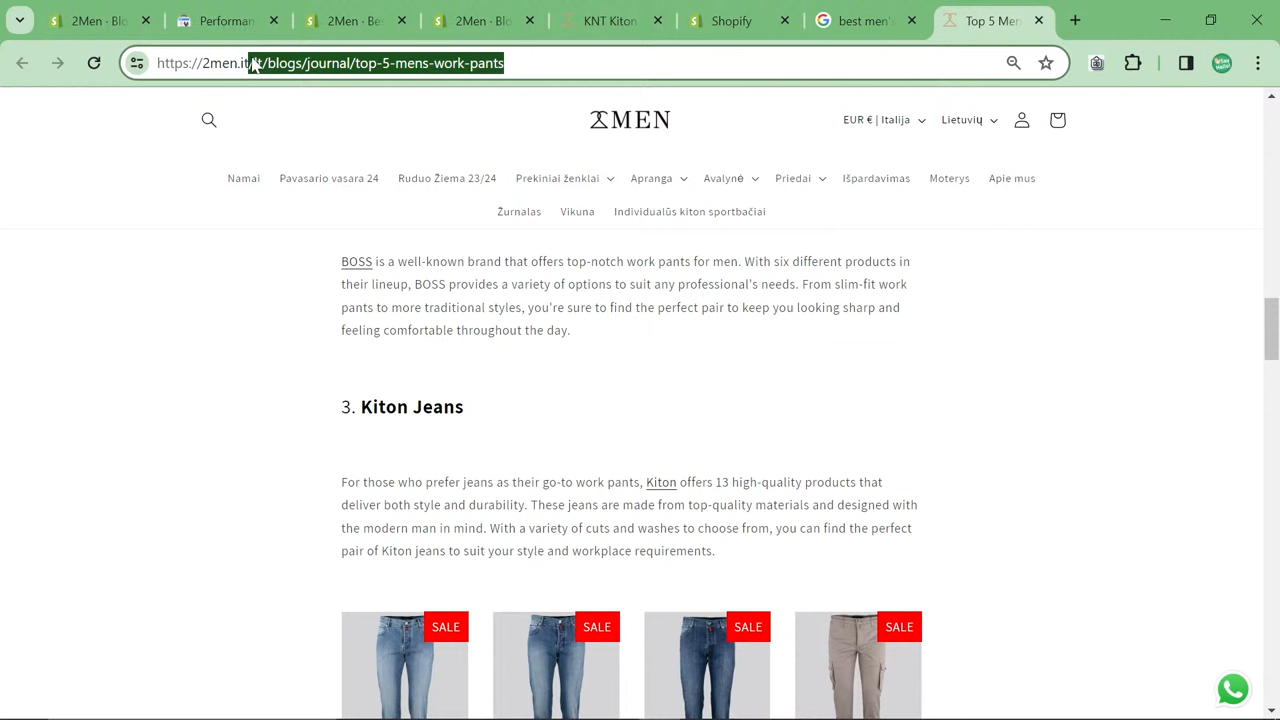 2Men - Blo
Performan
2Men - Bes
2Men - Blo
KNT Kiton
Shopify
best men's
Top 5 Men
https://2men.it/lt/blogs/journal/top-5-mens-work-pants
2MEN
EUR € | Italija
Lietuvių
Namai
Pavasario vasara 24
Ruduo Žiema 23/24
Prekiniai ženklai
Apranga
Avalynė
Priedai
Išpardavimas
Moterys
Apie mus
Žurnalas
Vikuna
Individualūs kiton sportbačiai
BOSS is a well-known brand that offers top-notch work pants for men. With six different products in
their lineup, BOSS provides a variety of options to suit any professional's needs. From slim-fit work
pants to more traditional styles, you're sure to find the perfect pair to keep you looking sharp and
feeling comfortable throughout the day.
3. Kiton Jeans
For those who prefer jeans as their go-to work pants, Kiton offers 13 high-quality products that
deliver both style and durability. These jeans are made from top-quality materials and designed with
the modern man in mind. With a variety of cuts and washes to choose from, you can find the perfect
pair of Kiton jeans to suit your style and workplace requirements.
SALE
SALE
SALE
SALE